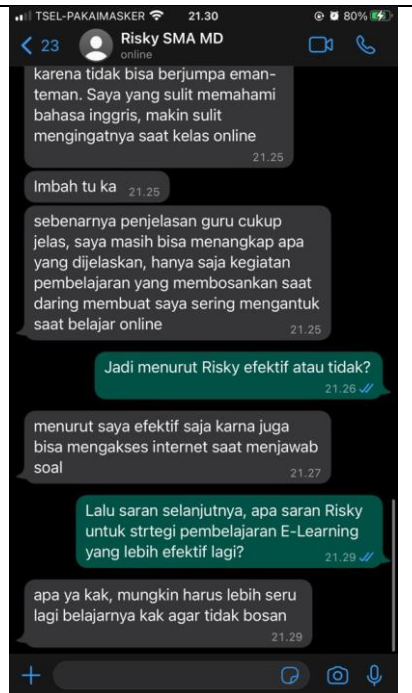 TSEL-PAKAIMASKER 21.30 80%
23 Risky SMA MD
online
karena tidak bisa berjumpa eman-
teman. Saya yang sulit memahami
bahasa inggris, makin sulit
mengingatnya saat kelas online
21.25
Imbah tu ka 21.25
sebenarnya penjelasan guru cukup
jelas, saya masih bisa menangkap apa
yang dijelaskan, hanya saja kegiatan
pembelajaran yang membosankan saat
daring membuat saya sering mengantuk
saat belajar online
21.25
Jadi menurut Risky efektif atau tidak?
21.26
menurut saya efektif saja karna juga
bisa mengakses internet saat menjawab
soal
21.27
Lalu saran selanjutnya, apa saran Risky
untuk strtegi pembelajaran E-Learning
yang lebih efektif lagi?
21.29
apa ya kak, mungkin harus lebih seru
lagi belajarnya kak agar tidak bosan
21.29